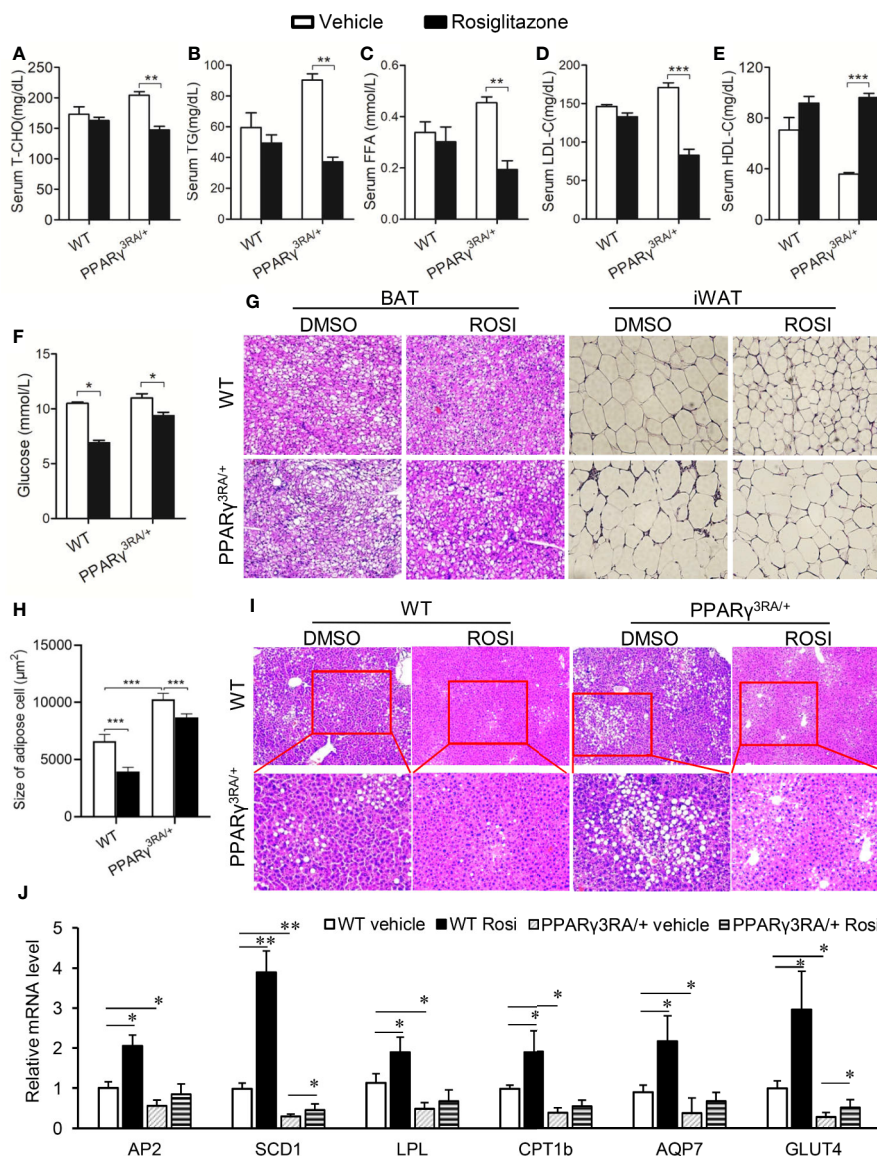 Vehicle Rosiglitazone
A B C D E
Serum T-CHO(mg/dL)
250
200
150
100
50
0
**
WT
PPARγ3RA/+
Serum TG(mg/dL)
100
80
60
40
20
0
**
WT
PPARγ3RA/+
Serum FFA (mmol/L)
0.6
0.4
0.2
0.0
**
WT
PPARγ3RA/+
Serum LDL-C(mg/dL)
200
150
100
50
0
***
WT
PPARγ3RA/+
Serum HDL-C(mg/dL)
120
80
40
0
***
WT
PPARγ3RA/+
F
Glucose (mmol/L)
15
10
5
0
* *
WT
PPARγ3RA/+
G
BAT iWAT
DMSO ROSI DMSO ROSI
WT
PPARγ3RA/+
H
Size of adipose cell (μm2)
15000
10000
5000
0
*** *** ***
WT
PPARγ3RA/+
I
WT PPARγ3RA/+
DMSO ROSI DMSO ROSI
WT
PPARγ3RA/+
J
WT vehicle WT Rosi PPARγ3RA/+ vehicle PPARγ3RA/+ Rosi
Relative mRNA level
5
4
3
2
1
0
* *
** ** *
* *
* *
* *
* * *
AP2 SCD1 LPL CPT1b AQP7 GLUT4